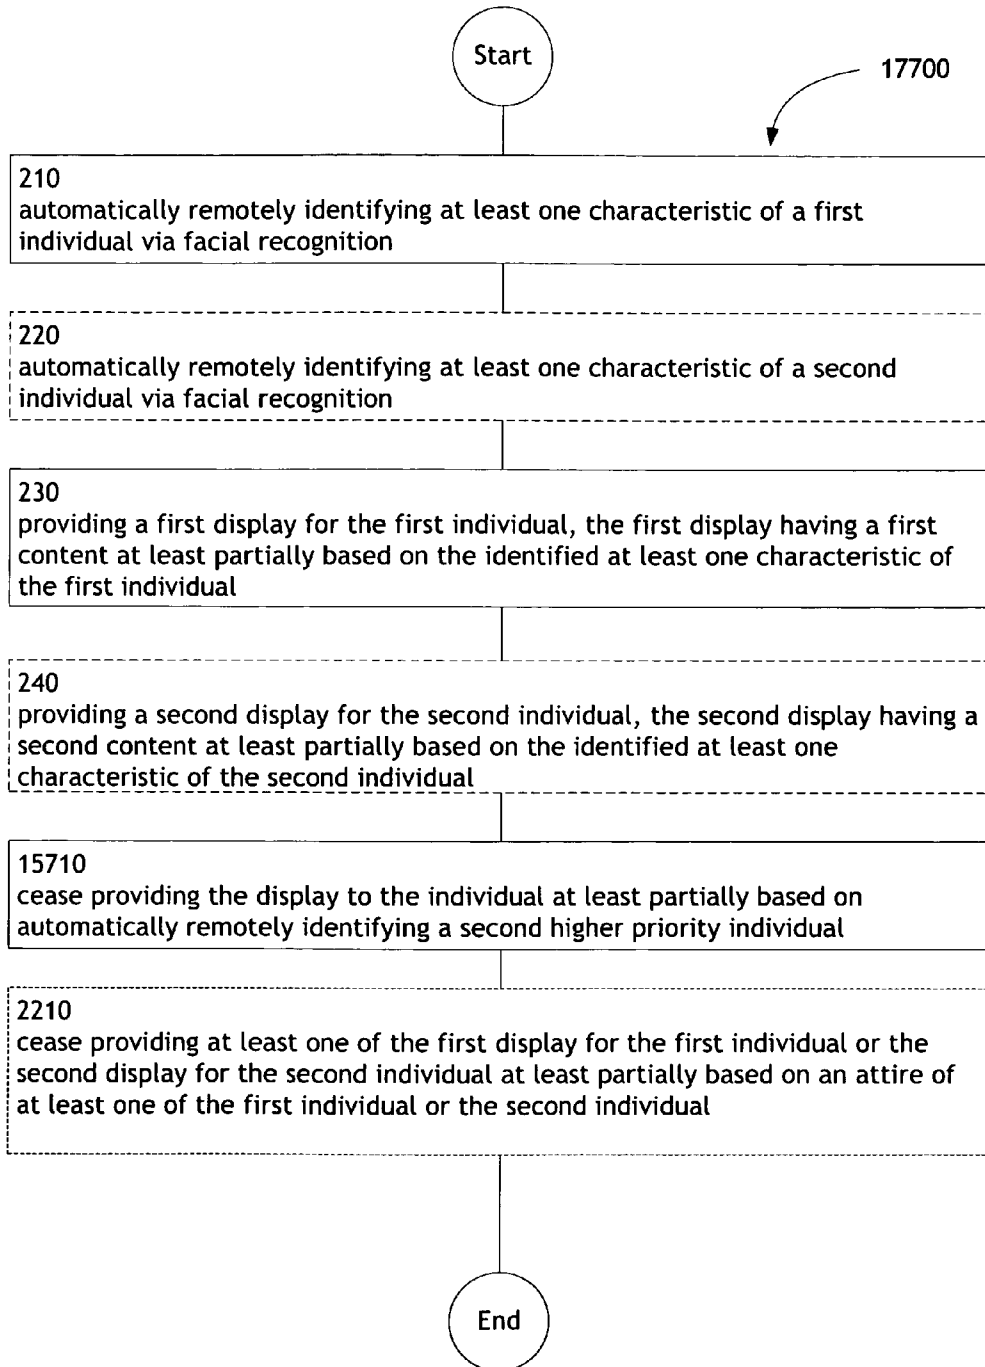 Start
17700
210
automatically remotely identifying at least one characteristic of a first
individual via facial recognition
220
automatically remotely identifying at least one characteristic of a second
individual via facial recognition
230
providing a first display for the first individual, the first display having a first
content at least partially based on the identified at least one characteristic of
the first individual
240
providing a second display for the second individual, the second display having a
second content at least partially based on the identified at least one
characteristic of the second individual
15710
cease providing the display to the individual at least partially based on
automatically remotely identifying a second higher priority individual
2210
cease providing at least one of the first display for the first individual or the
second display for the second individual at least partially based on an attire of
at least one of the first individual or the second individual
End